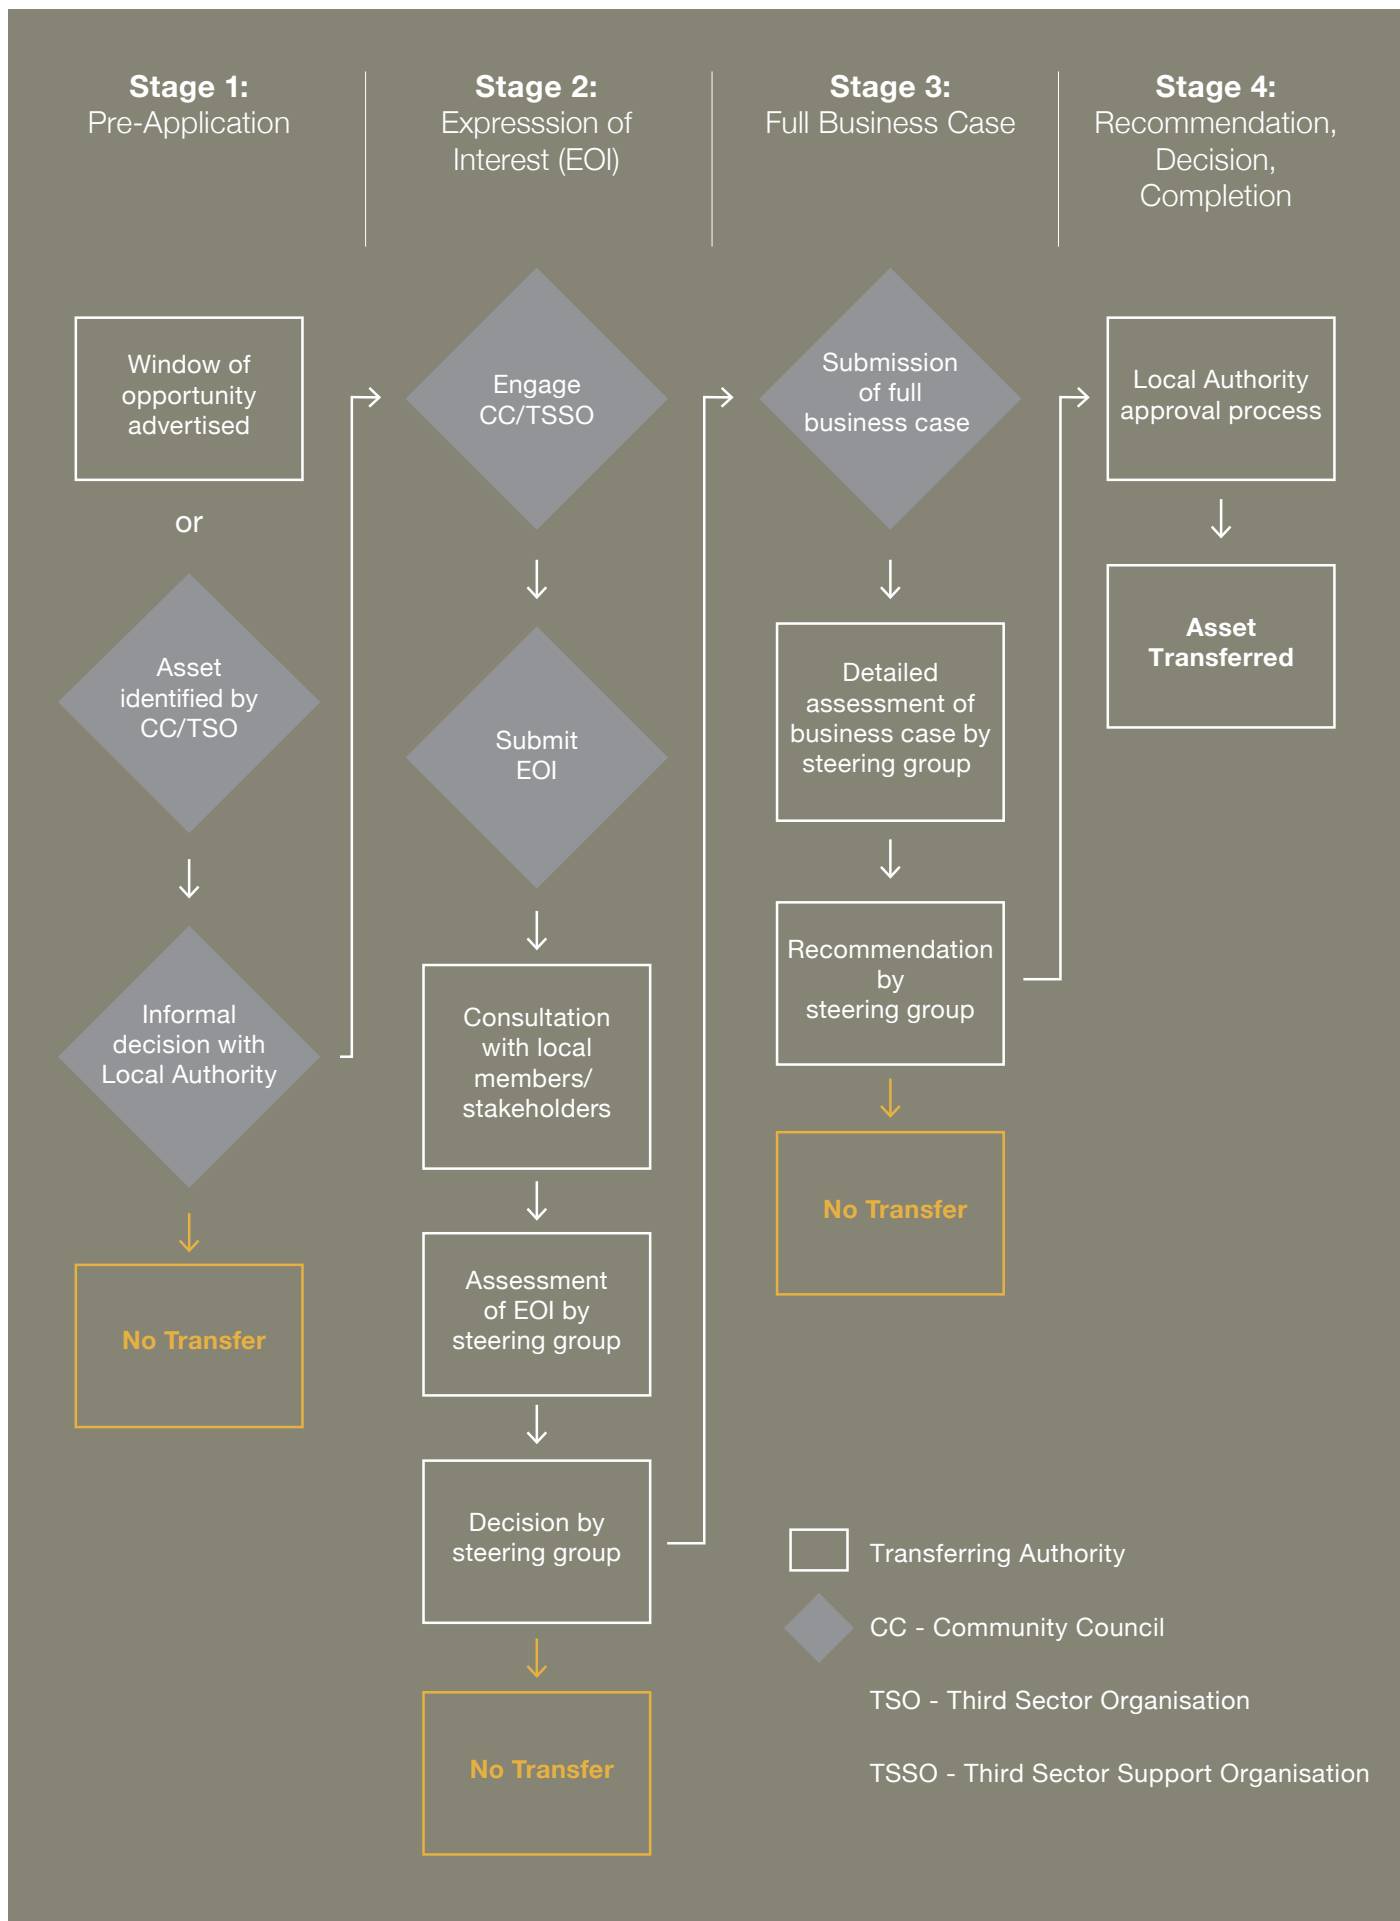 Stage 1:
Pre-Application
Stage 2:
Expresssion of
Interest (EOI)
Stage 3:
Full Business Case
Stage 4:
Recommendation,
Decision,
Completion
Window of
opportunity
advertised
or
Asset
identified by
CC/TSO
Informal
decision with
Local Authority
No Transfer
Engage
CC/TSSO
Submit
EOI
Consultation
with local
members/
stakeholders
Assessment
of EOI by
steering group
Decision by
steering group
No Transfer
Submission
of full
business case
Detailed
assessment of
business case by
steering group
Recommendation
by
steering group
No Transfer
Local Authority
approval process
Asset
Transferred
Transferring Authority
CC - Community Council
TSO - Third Sector Organisation
TSSO - Third Sector Support Organisation